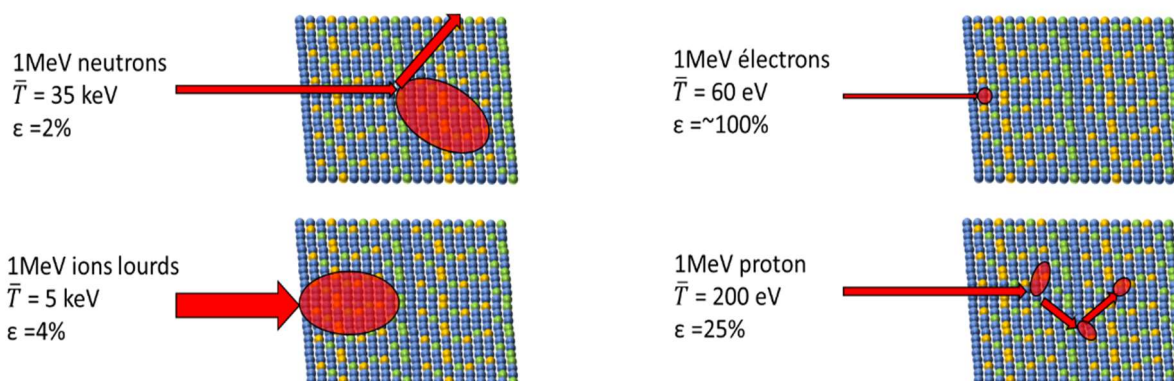 1MeV neutrons
T̄ = 35 keV
ε =2%
1MeV électrons
T̄ = 60 eV
ε =~100%
1MeV ions lourds
T̄ = 5 keV
ε =4%
1MeV proton
T̄ = 200 eV
ε =25%